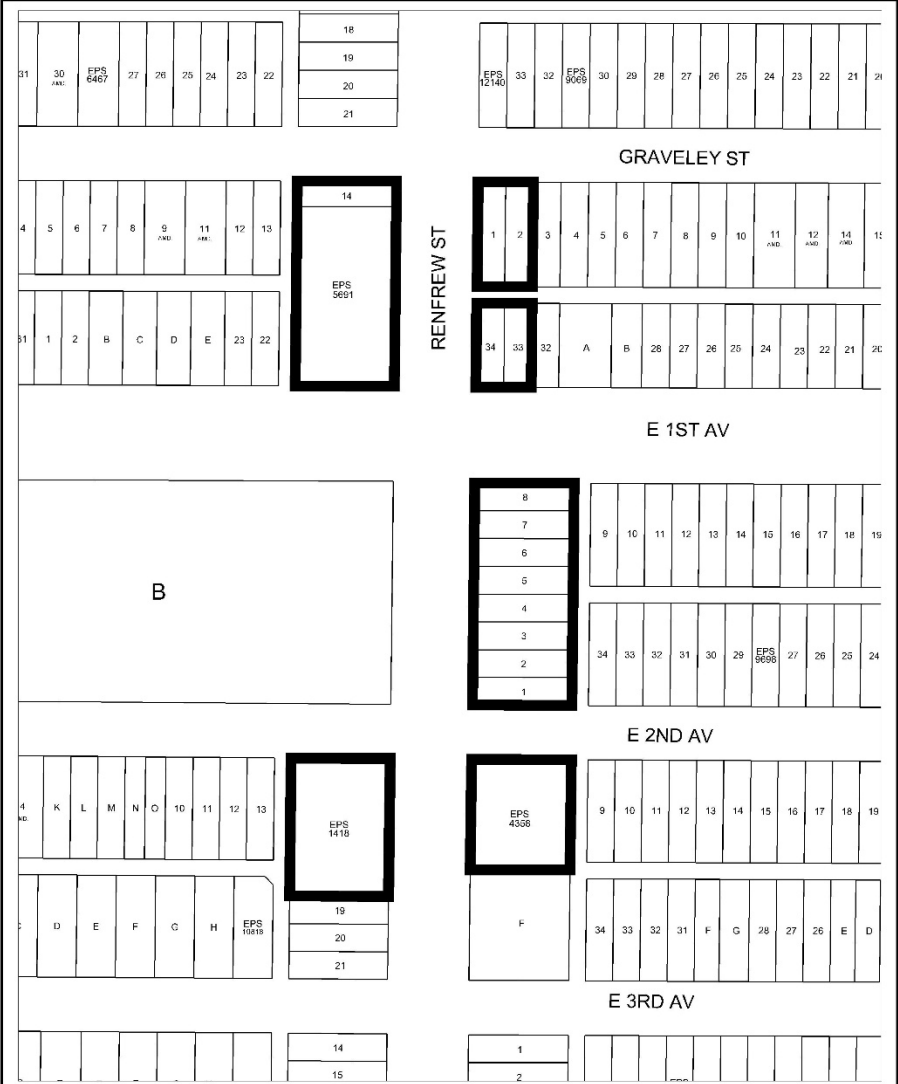 18
19
20
21
31 30 EPS 27 26 25 24 23 22
AMD. 6467
EPS 33 32 EPS 30 29 28 27 26 25 24 23 22 21
12140 9069
GRAVELEY ST
4 5 6 7 8 9 11 12 13
AMD. AMD.
14
EPS
5691
RENFREW ST
1 2 3 4 5 6 7 8 9 10 11 12 14 15
AMD. AMD. AMD.
31 1 2 B C D E 23 22
34 33 32 A B 28 27 26 25 24 23 22 21 20
E 1ST AV
B
8
7
6
5
4
3
2
1
9 10 11 12 13 14 15 16 17 18 19
34 33 32 31 30 29 EPS 27 26 25 24
9698
E 2ND AV
4 K L M N O 10 11 12 13
EPS
1418
EPS
4358
9 10 11 12 13 14 15 16 17 18 19
D E F G H EPS
10818
19
20
21
F
34 33 32 31 F G 28 27 26 E D
E 3RD AV
14
15
1
2